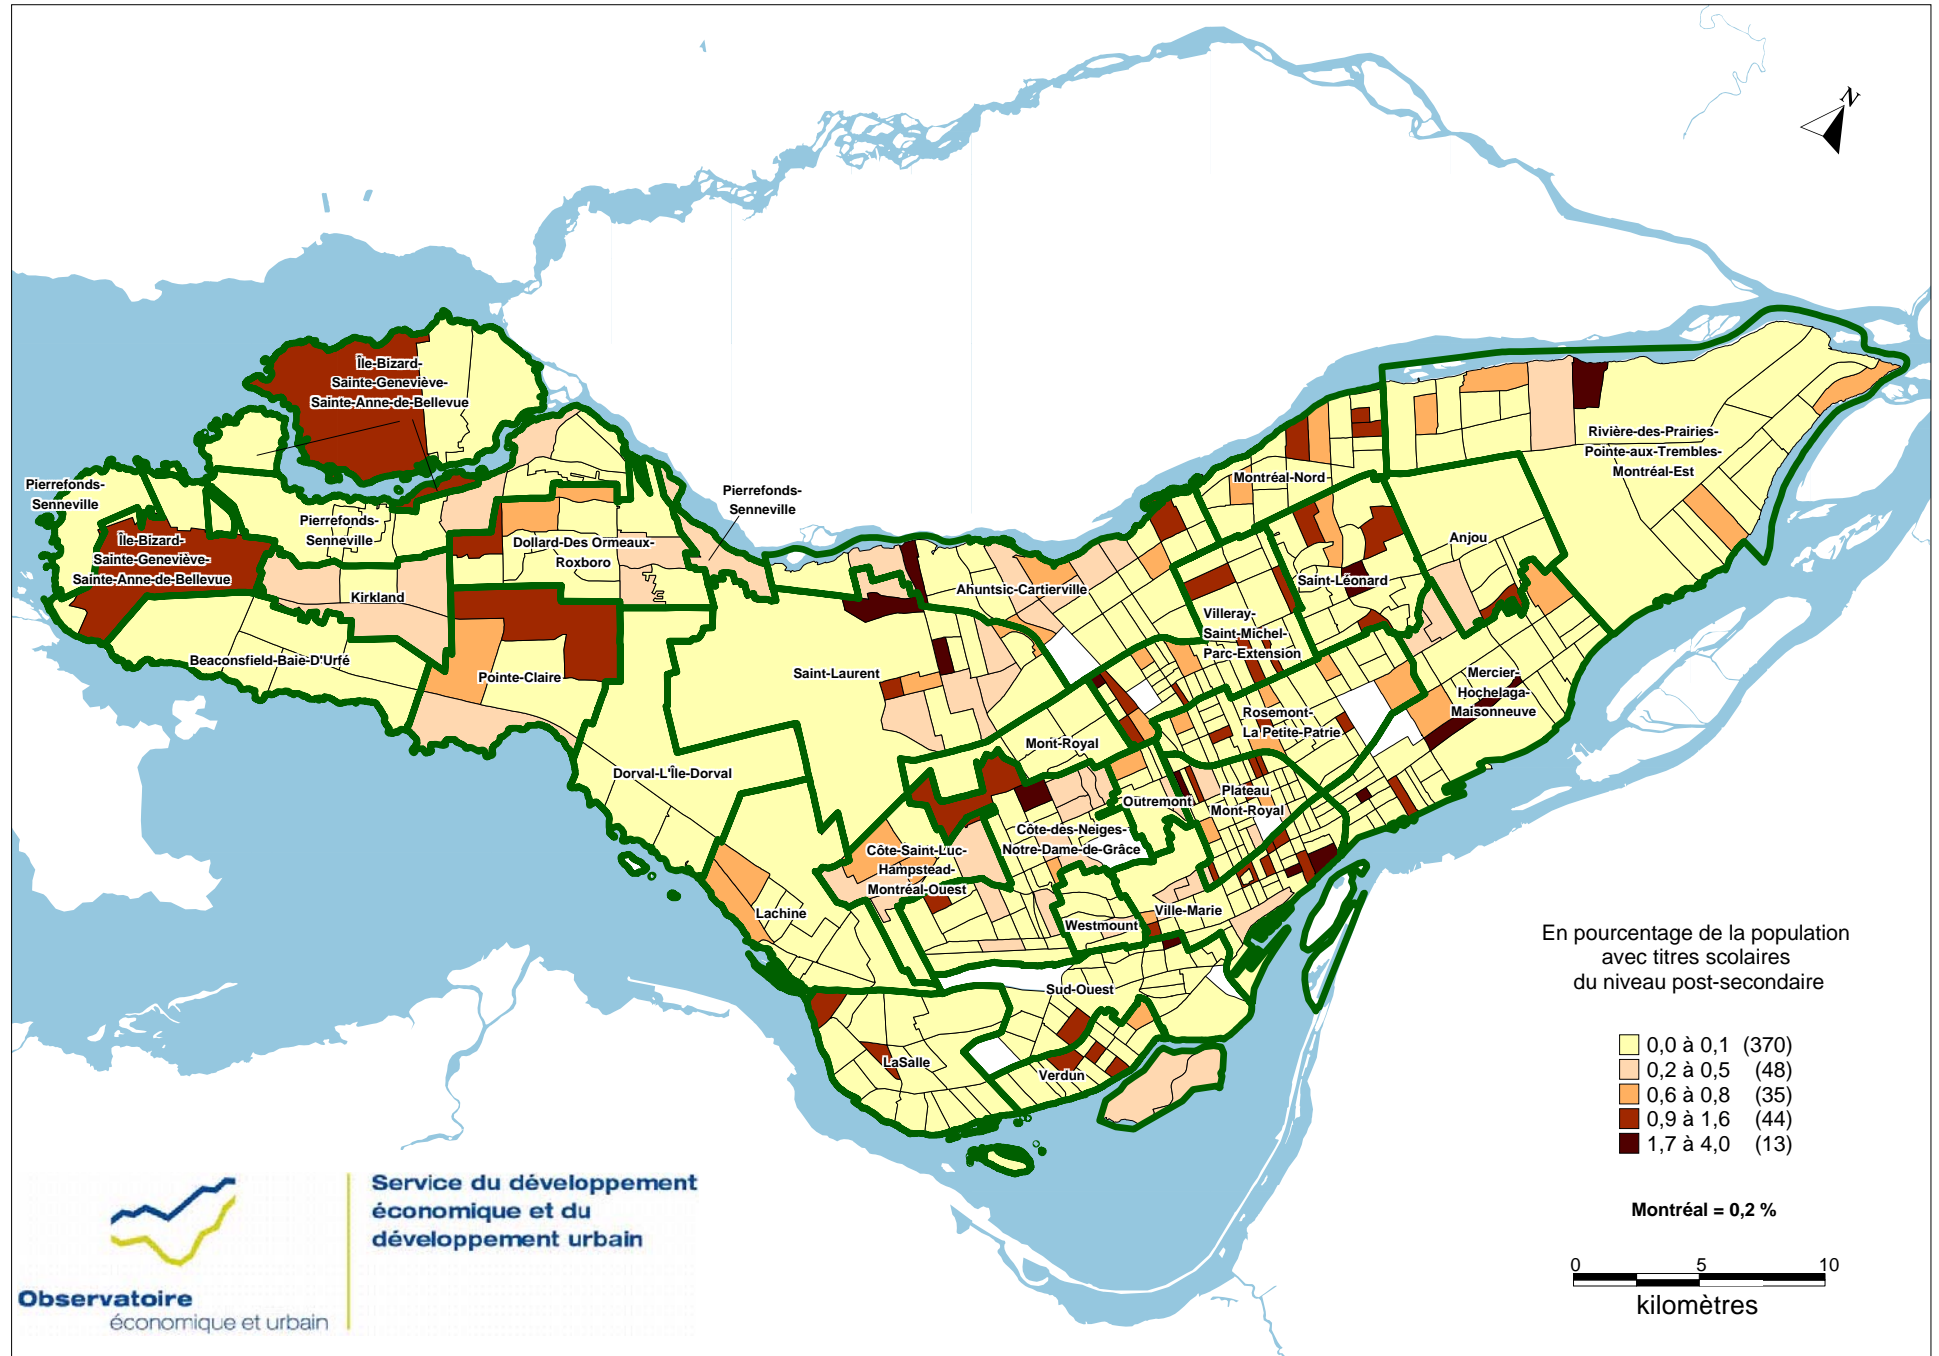 N
Île-Bizard-
Sainte-Geneviève-
Sainte-Anne-de-Bellevue
Pierrefonds-
Senneville
Île-Bizard-
Sainte-Geneviève-
Sainte-Anne-de-Bellevue
Pierrefonds-
Senneville
Pierrefonds-
Senneville
Dollard-Des Ormeaux-
Roxboro
Kirkland
Beaconsfield-Baie-D'Urfé
Pointe-Claire
Dorval-L'Île-Dorval
Saint-Laurent
Ahuntsic-Cartierville
Montréal-Nord
Rivière-des-Prairies-
Pointe-aux-Trembles-
Montréal-Est
Anjou
Saint-Léonard
Villeray-
Saint-Michel-
Parc-Extension
Mercier-
Hochelaga-
Maisonneuve
Rosemont-
La Petite-Patrie
Mont-Royal
Outremont
Plateau
Mont-Royal
Côte-des-Neiges-
Notre-Dame-de-Grâce
Côte-Saint-Luc-
Hampstead-
Montréal-Ouest
Lachine
Westmount
Ville-Marie
Sud-Ouest
LaSalle
Verdun
En pourcentage de la population
avec titres scolaires
du niveau post-secondaire
0,0 à 0,1 (370)
0,2 à 0,5 (48)
0,6 à 0,8 (35)
0,9 à 1,6 (44)
1,7 à 4,0 (13)
Montréal = 0,2 %
0 5 10
kilomètres
Service du développement
économique et du
développement urbain
Observatoire
économique et urbain